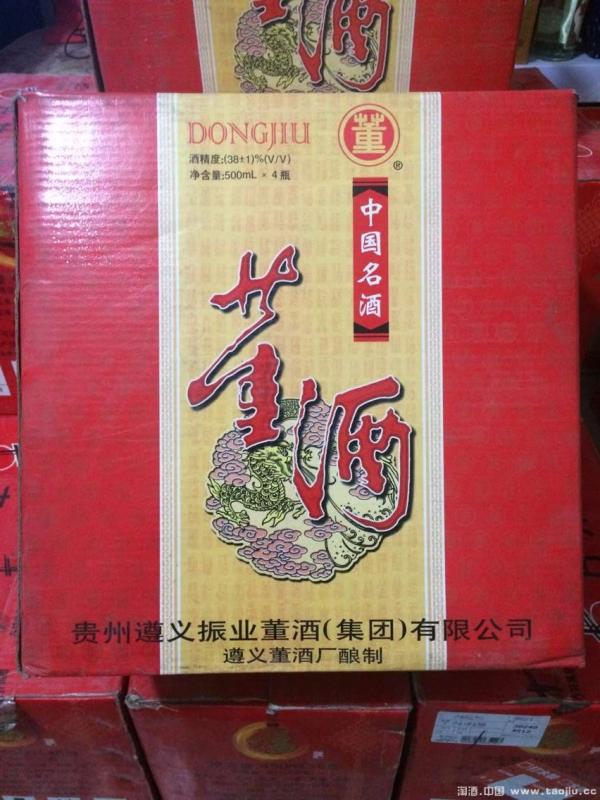 酒
DONGJIU
董
®
酒精度:(38±1)%(V/V)
净含量:500mL × 4瓶
中国名酒
董酒
贵州遵义振业董酒(集团)有限公司
遵义董酒厂酿制
淘酒.中国 www.taojiu.cc